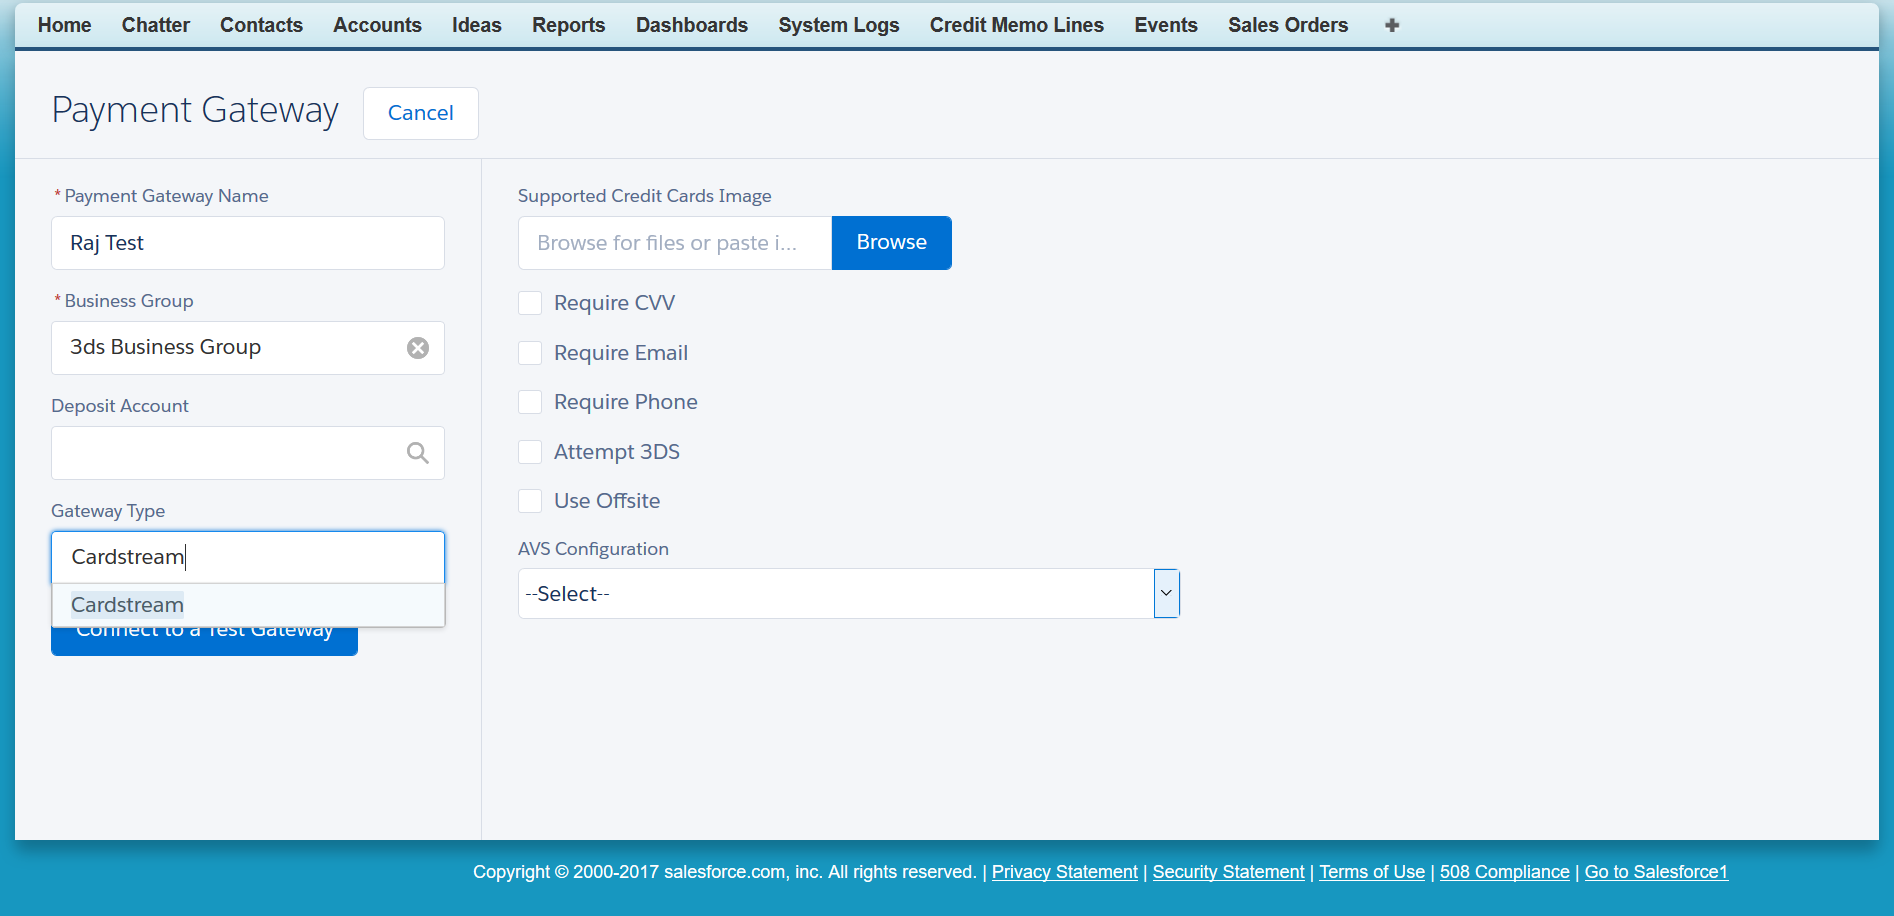 Home Chatter Contacts Accounts Ideas Reports Dashboards System Logs Credit Memo Lines Events Sales Orders
Payment Gateway Cancel
* Payment Gateway Name
Raj Test
* Business Group
3ds Business Group
Deposit Account
Gateway Type
Cardstream
Cardstream
Connect to a Test Gateway
Supported Credit Cards Image
Browse for files or paste i... Browse
Require CVV
Require Email
Require Phone
Attempt 3DS
Use Offsite
AVS Configuration
--Select--
Copyright © 2000-2017 salesforce.com, inc. All rights reserved. | Privacy Statement | Security Statement | Terms of Use | 508 Compliance | Go to Salesforce1